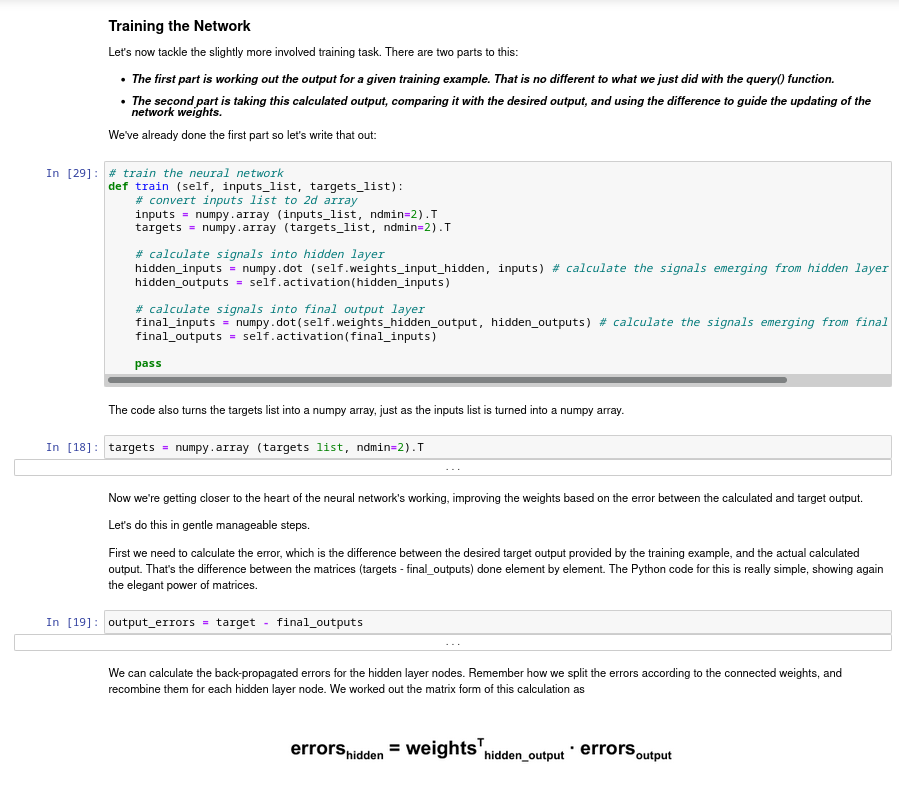 Training the Network
Let's now tackle the slightly more involved training task. There are two parts to this:
• The first part is working out the output for a given training example. That is no different to what we just did with the query() function.
• The second part is taking this calculated output, comparing it with the desired output, and using the difference to guide the updating of the
network weights.
We've already done the first part so let's write that out:
In [29]: # train the neural network
def train (self, inputs_list, targets_list):
    # convert inputs list to 2d array
    inputs = numpy.array (inputs_list, ndmin=2).T
    targets = numpy.array (targets_list, ndmin=2).T

    # calculate signals into hidden layer
    hidden_inputs = numpy.dot (self.weights_input_hidden, inputs) # calculate the signals emerging from hidden layer
    hidden_outputs = self.activation(hidden_inputs)

    # calculate signals into final output layer
    final_inputs = numpy.dot(self.weights_hidden_output, hidden_outputs) # calculate the signals emerging from final
    final_outputs = self.activation(final_inputs)

    pass
The code also turns the targets list into a numpy array, just as the inputs list is turned into a numpy array.
In [18]: targets = numpy.array (targets list, ndmin=2).T
...
Now we're getting closer to the heart of the neural network's working, improving the weights based on the error between the calculated and target output.
Let's do this in gentle manageable steps.
First we need to calculate the error, which is the difference between the desired target output provided by the training example, and the actual calculated
output. That's the difference between the matrices (targets - final_outputs) done element by element. The Python code for this is really simple, showing again
the elegant power of matrices.
In [19]: output_errors = target - final_outputs
...
We can calculate the back-propagated errors for the hidden layer nodes. Remember how we split the errors according to the connected weights, and
recombine them for each hidden layer node. We worked out the matrix form of this calculation as
errors hidden = weights T hidden_output · errors output